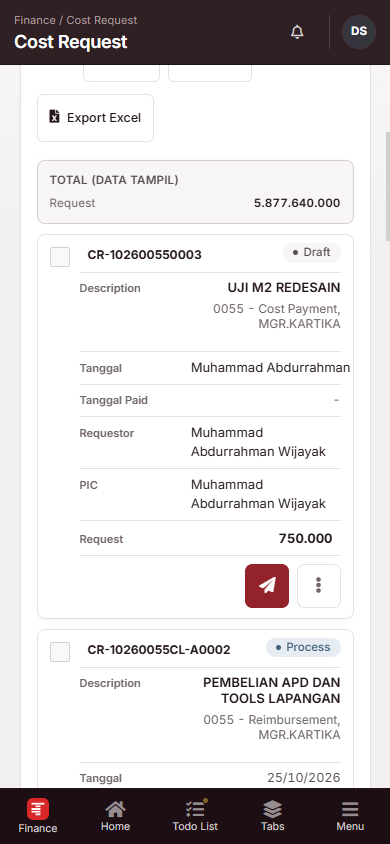 Finance / Cost Request
Cost Request
DS
Export Excel
TOTAL (DATA TAMPIL)
Request 5.877.640.000
CR-102600550003 Draft
Description UJI M2 REDESAIN
0055 - Cost Payment,
MGR.KARTIKA
Tanggal Muhammad Abdurrahman
Tanggal Paid -
Requestor Muhammad
Abdurrahman Wijayak
PIC Muhammad
Abdurrahman Wijayak
Request 750.000
CR-10260055CL-A0002 Process
Description PEMBELIAN APD DAN
TOOLS LAPANGAN
0055 - Reimbursement,
MGR.KARTIKA
Tanggal 25/10/2026
Finance Home Todo List Tabs Menu